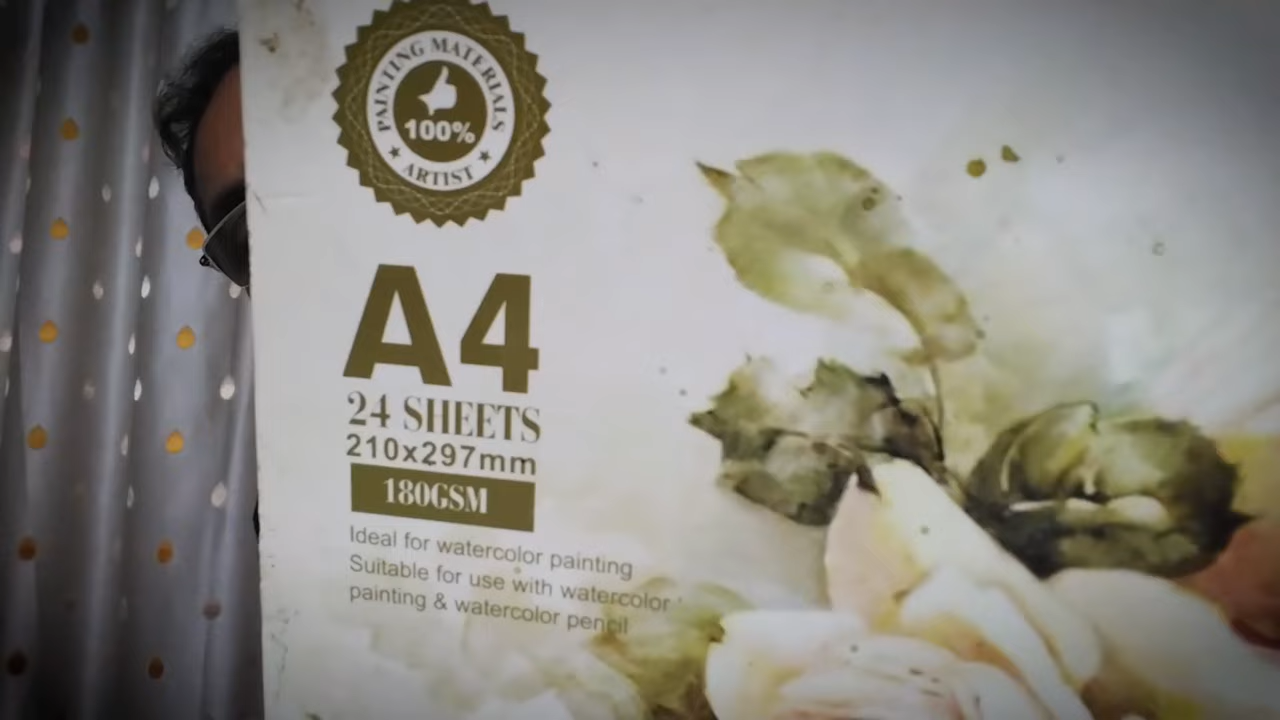 PAINTING MATERIALS
100%
★ ARTIST ★
A4
24 SHEETS
210x297mm
180GSM
Ideal for watercolor painting
Suitable for use with watercolor
painting & watercolor pencil